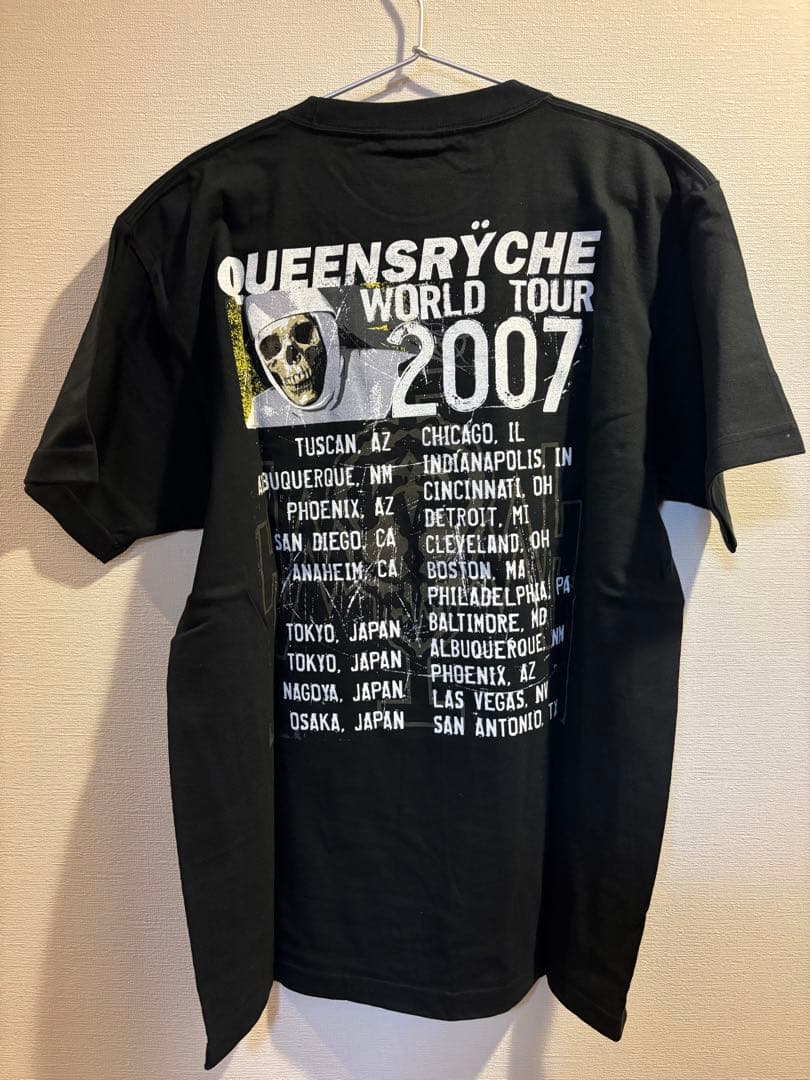 QUEENSRŸCHE
WORLD TOUR
2007
TUSCAN, AZ
ALBUQUERQUE, NM
PHOENIX, AZ
SAN DIEGO, CA
ANAHEIM, CA
TOKYO, JAPAN
TOKYO, JAPAN
NAGOYA, JAPAN
OSAKA, JAPAN
CHICAGO, IL
INDIANAPOLIS, IN
CINCINNATI, OH
DETROIT, MI
CLEVELAND, OH
BOSTON, MA
PHILADELPHIA, PA
BALTIMORE, MD
ALBUQUERQUE, NM
PHOENIX, AZ
LAS VEGAS, NV
SAN ANTONIO, TX